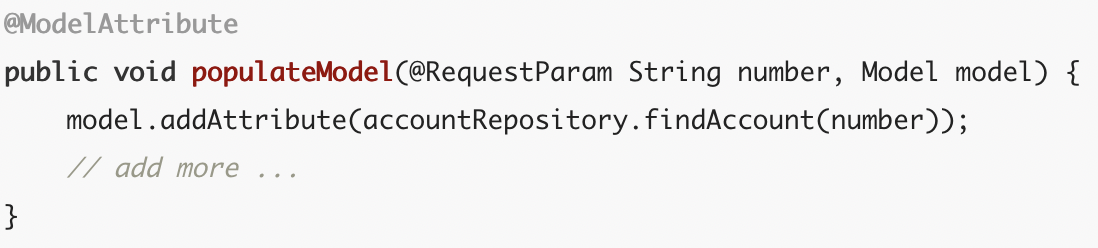 @ModelAttribute
public void populateModel(@RequestParam String number, Model model) {
    model.addAttribute(accountRepository.findAccount(number));
    // add more ...
}